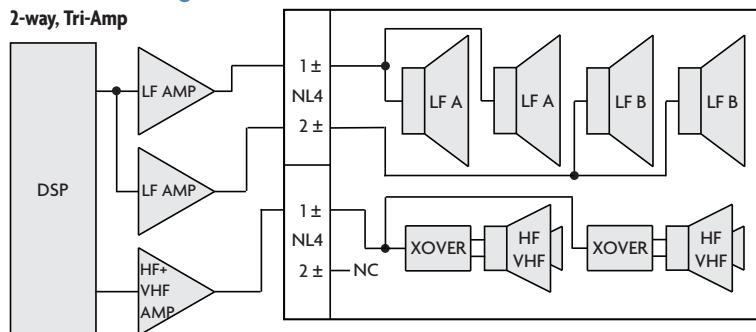 2-way, Tri-Amp
DSP
LF AMP
LF AMP
HF+
VHF
AMP
1 ±
NL4
2 ±
1 ±
NL4
2 ±
NC
LF A
LF A
LF B
LF B
XOVER
HF
VHF
XOVER
HF
VHF